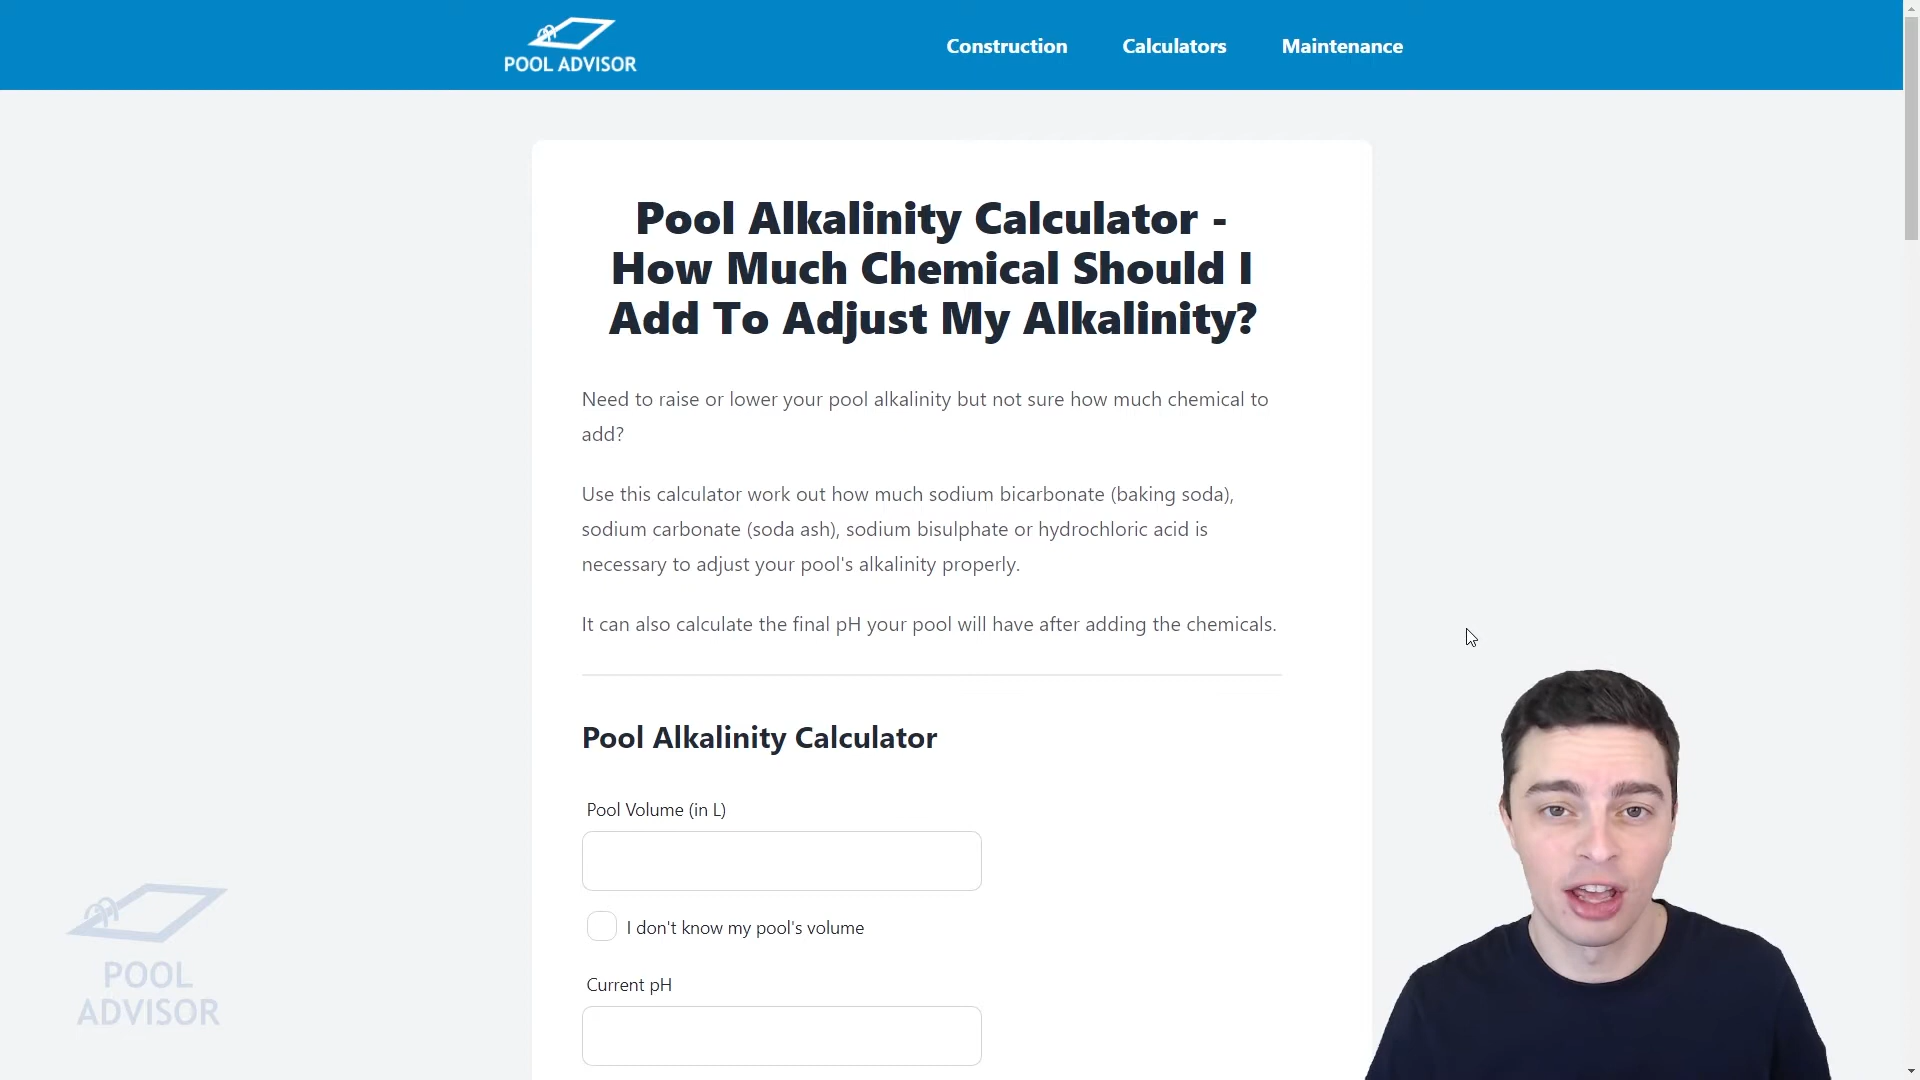 POOL ADVISOR
Construction
Calculators
Maintenance
Pool Alkalinity Calculator -
How Much Chemical Should I
Add To Adjust My Alkalinity?
Need to raise or lower your pool alkalinity but not sure how much chemical to
add?
Use this calculator work out how much sodium bicarbonate (baking soda),
sodium carbonate (soda ash), sodium bisulphate or hydrochloric acid is
necessary to adjust your pool's alkalinity properly.
It can also calculate the final pH your pool will have after adding the chemicals.
Pool Alkalinity Calculator
Pool Volume (in L)
I don't know my pool's volume
Current pH
POOL
ADVISOR